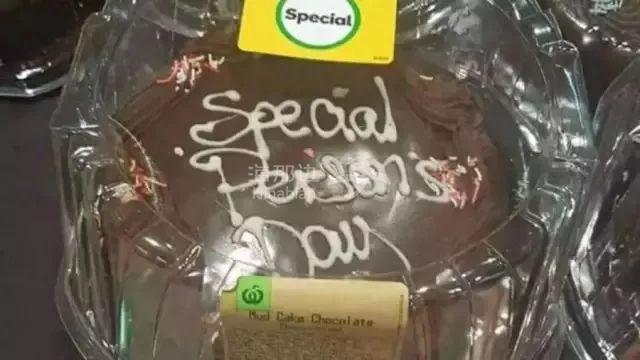 Special
Special
Person's
Day
Mud Cake Chocolate